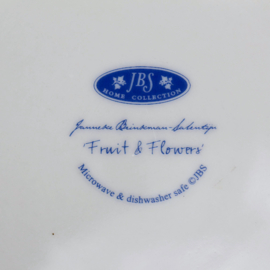 JBS
HOME COLLECTION
Janneke Brinkman-Salentijn
Fruit & Flowers
Microwave & dishwasher safe ©JBS